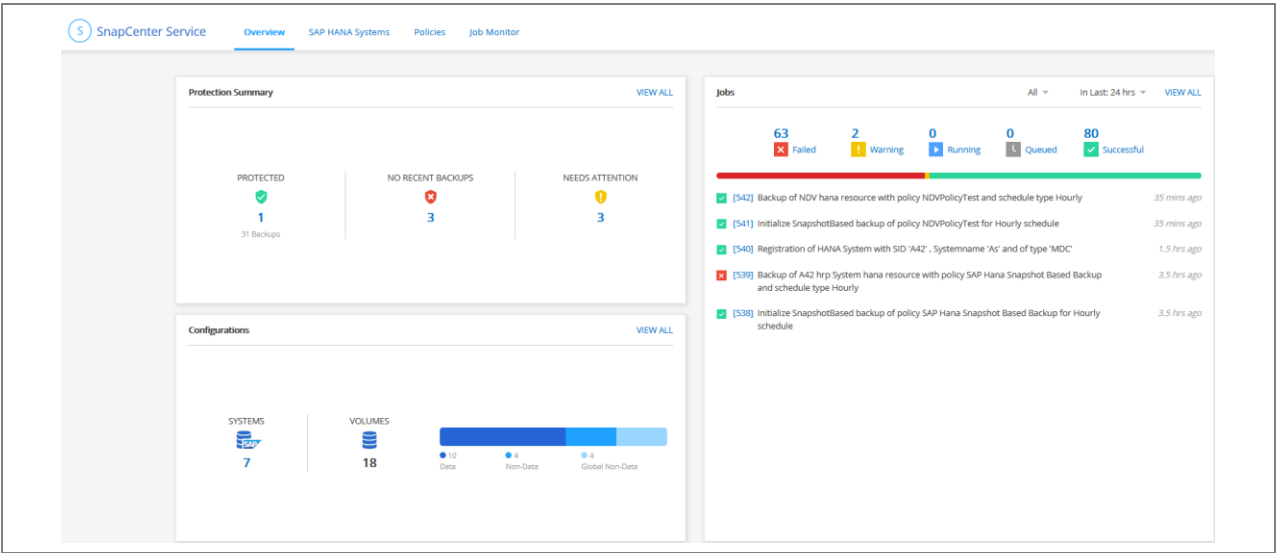 S SnapCenter Service Overview SAP HANA Systems Policies Job Monitor
Protection Summary VIEW ALL
PROTECTED NO RECENT BACKUPS NEEDS ATTENTION
1 3 3
31 Backups
Configurations VIEW ALL
SYSTEMS VOLUMES
SAP
7 18
10 4 4
Data Non-Data Global Non-Data
Jobs All In Last: 24 hrs VIEW ALL
63 2 0 0 80
Failed Warning Running Queued Successful
[542] Backup of NDV hana resource with policy NDVPolicyTest and schedule type Hourly 35 mins ago
[541] Initialize SnapshotBased backup of policy NDVPolicyTest for Hourly schedule 35 mins ago
[540] Registration of HANA System with SID 'A42' , Systemname 'As' and of type 'MDC' 1.5 hrs ago
[539] Backup of A42 hrp System hana resource with policy SAP Hana Snapshot Based Backup 3.5 hrs ago
and schedule type Hourly
[538] Initialize SnapshotBased backup of policy SAP Hana Snapshot Based Backup for Hourly 3.5 hrs ago
schedule